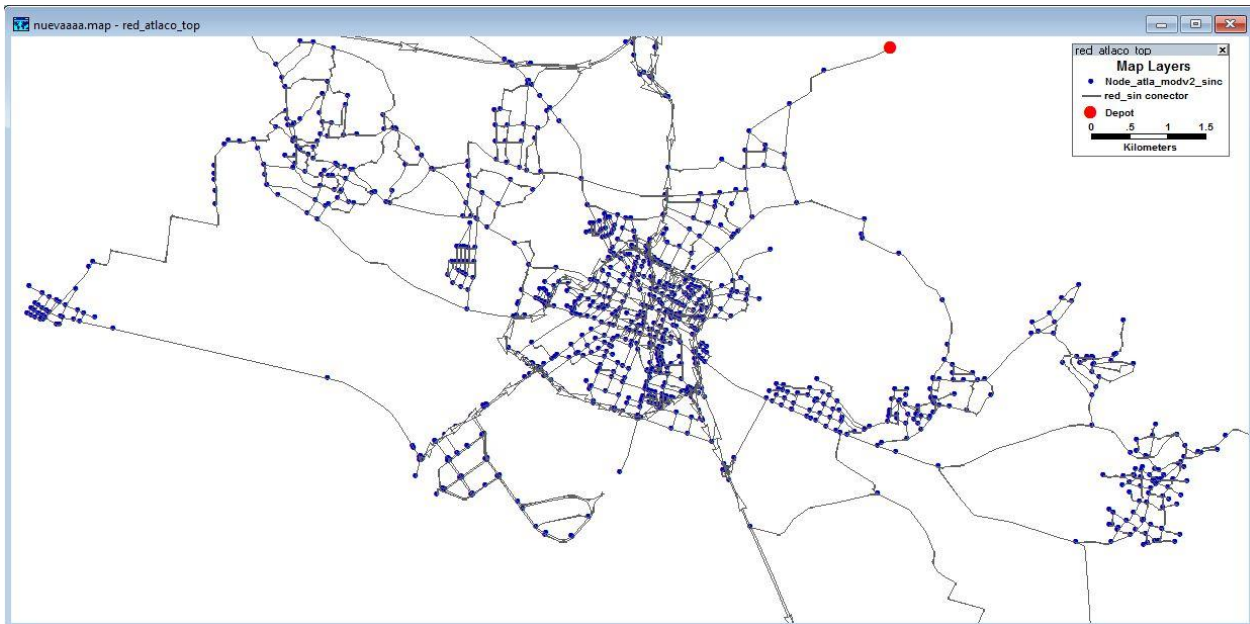 nuevaaaa.map - red_atlaco_top
red_atlaco_top
Map Layers
Node_atla_modv2_sinc
red_sin conector
Depot
0 .5 1 1.5
Kilometers